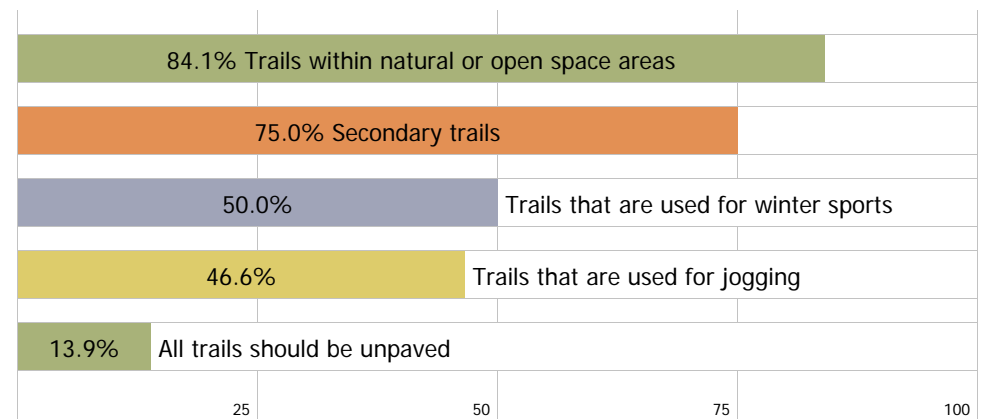 84.1% Trails within natural or open space areas
75.0% Secondary trails
50.0% Trails that are used for winter sports
46.6% Trails that are used for jogging
13.9% All trails should be unpaved
25 50 75 100